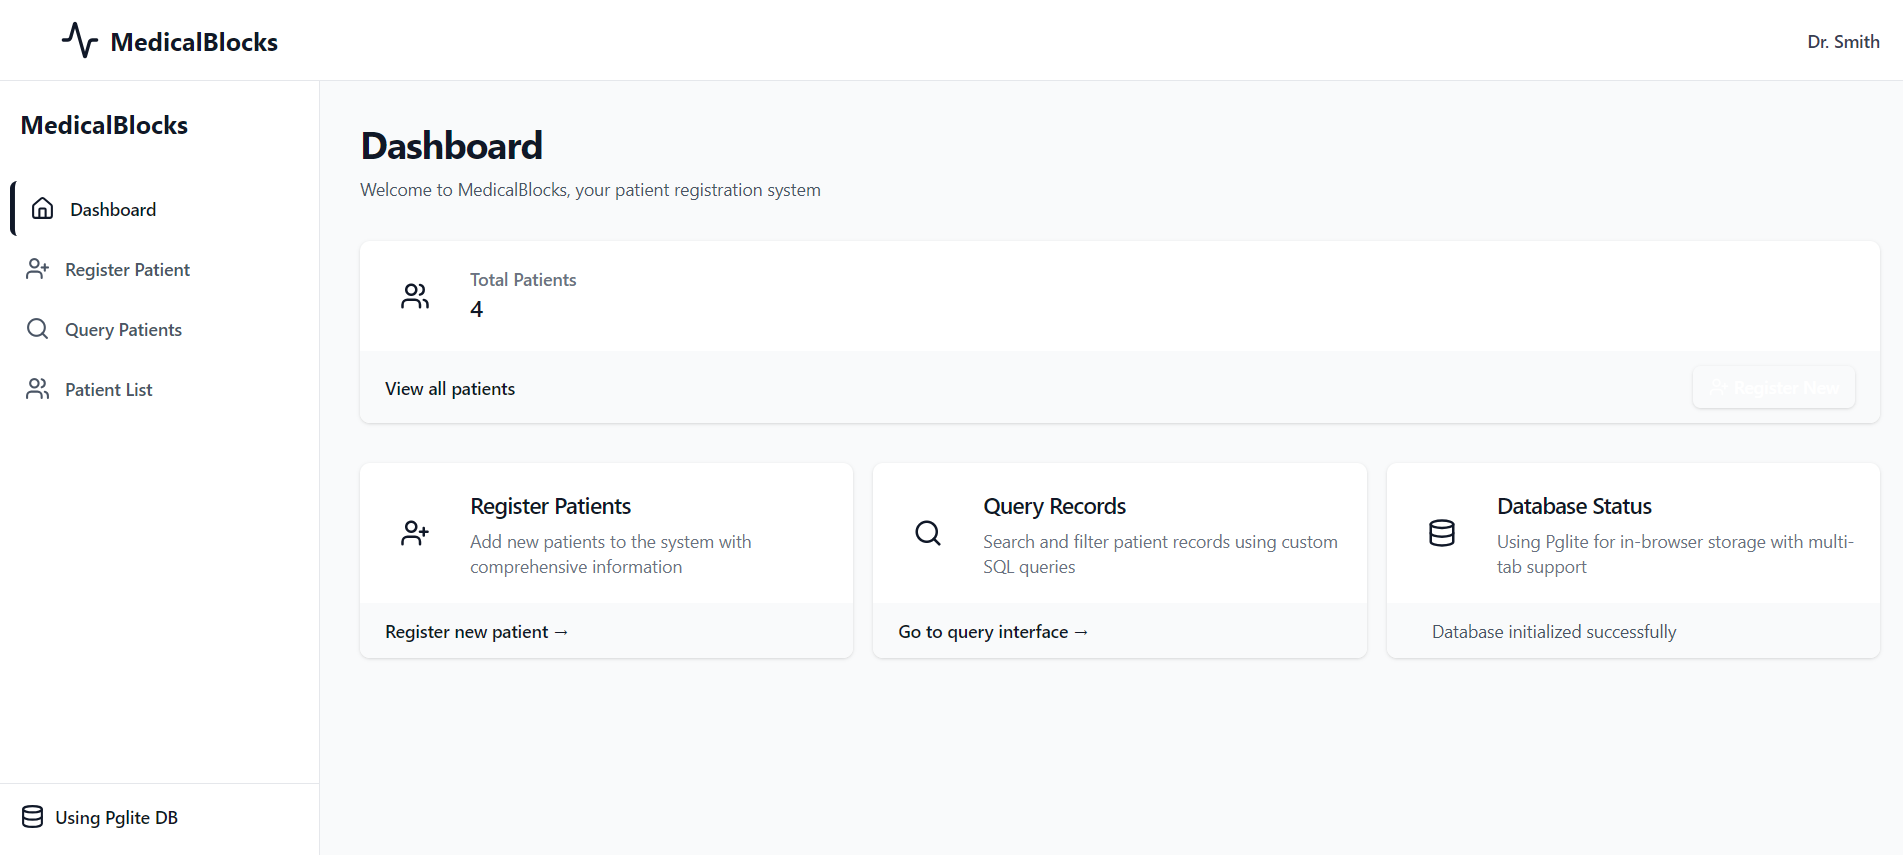 MedicalBlocks
Dr. Smith
MedicalBlocks
Dashboard
Register Patient
Query Patients
Patient List
Using Pglite DB
Dashboard
Welcome to MedicalBlocks, your patient registration system
Total Patients
4
View all patients
Register New
Register Patients
Add new patients to the system with
comprehensive information
Register new patient →
Query Records
Search and filter patient records using custom
SQL queries
Go to query interface →
Database Status
Using Pglite for in-browser storage with multi-
tab support
Database initialized successfully